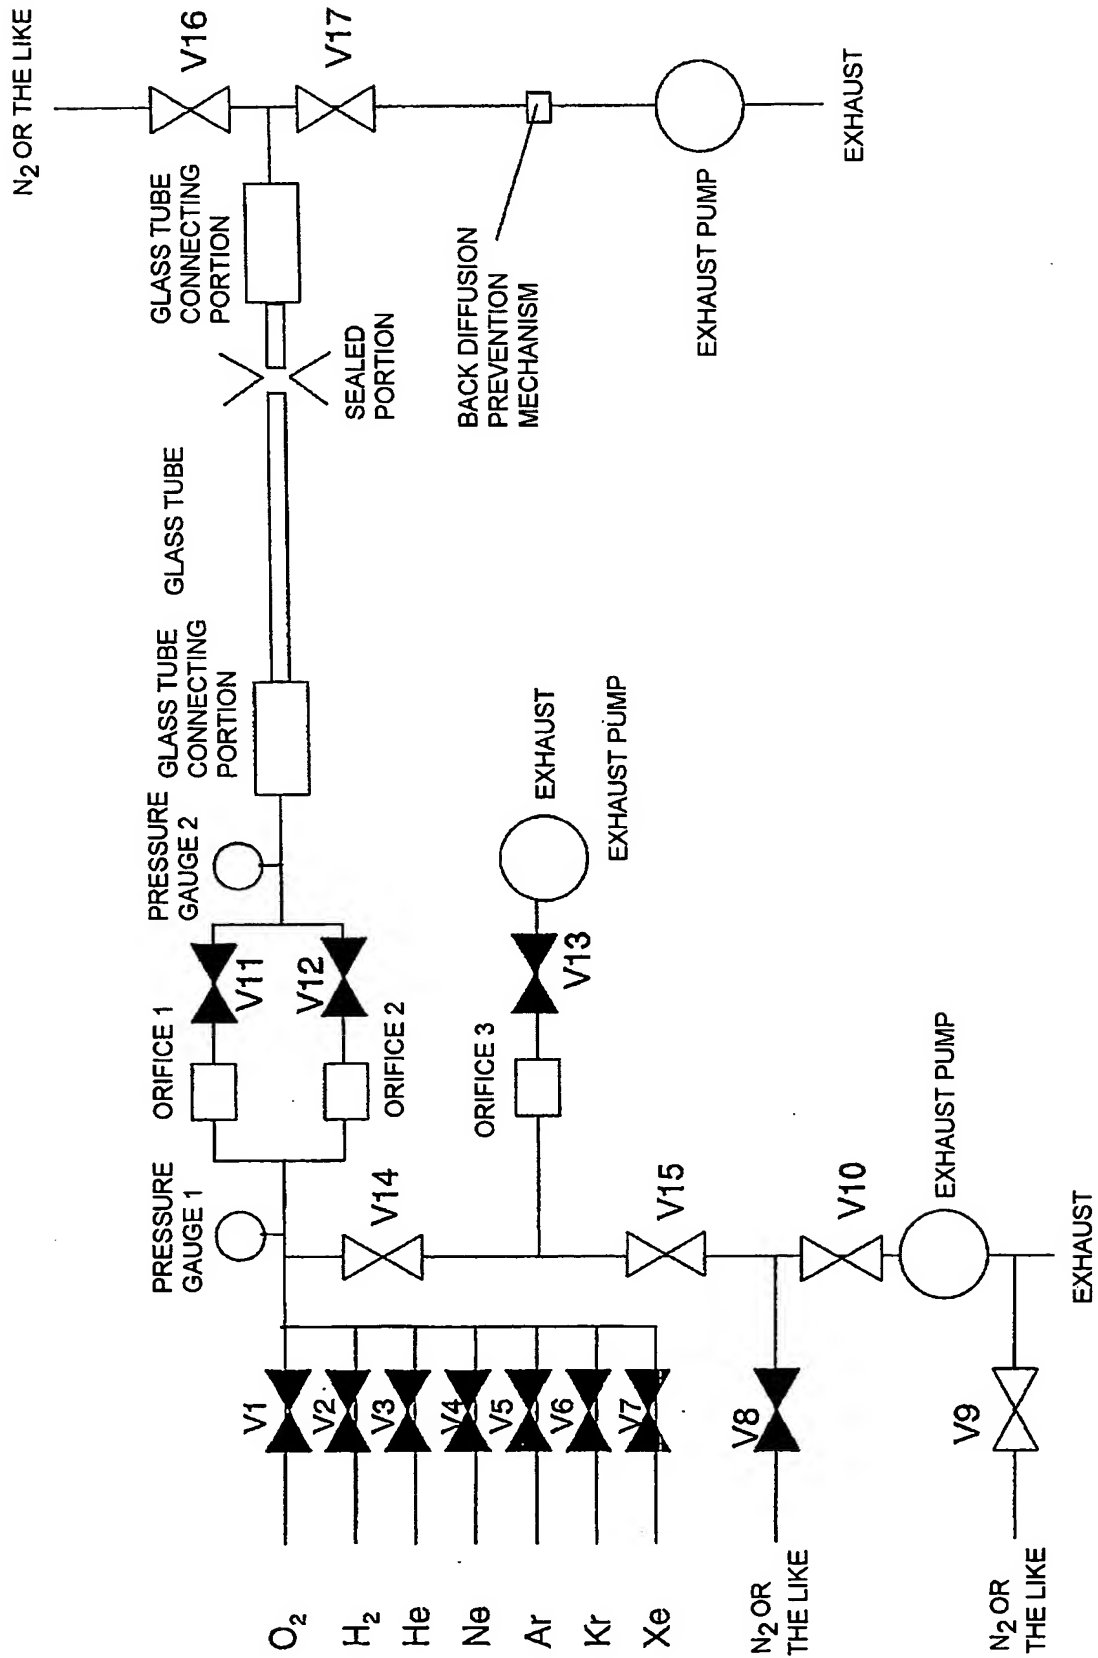 N₂ OR THE LIKE
V16
V17
GLASS TUBE
CONNECTING
PORTION
SEALED
PORTION
GLASS TUBE
GLASS TUBE
CONNECTING
PORTION
PRESSURE
GAUGE 2
V11
V12
ORIFICE 1
ORIFICE 2
PRESSURE
GAUGE 1
BACK DIFFUSION
PREVENTION
MECHANISM
EXHAUST PUMP
EXHAUST
V14
ORIFICE 3
V13
EXHAUST
EXHAUST PUMP
V15
V10
EXHAUST PUMP
EXHAUST
O₂
V1
H₂
V2
He
V3
Ne
V4
Ar
V5
Kr
V6
Xe
V7
N₂ OR
THE LIKE
V8
N₂ OR
THE LIKE
V9